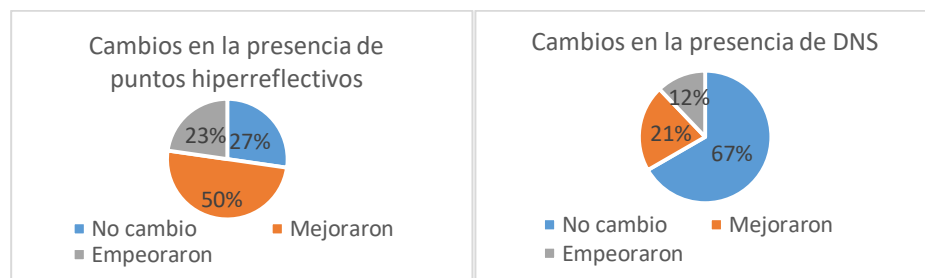 Cambios en la presencia de
puntos hiperreflectivos
23%
27%
50%
No cambio
Mejoraron
Empeoraron
Cambios en la presencia de DNS
12%
21%
67%
No cambio
Mejoraron
Empeoraron